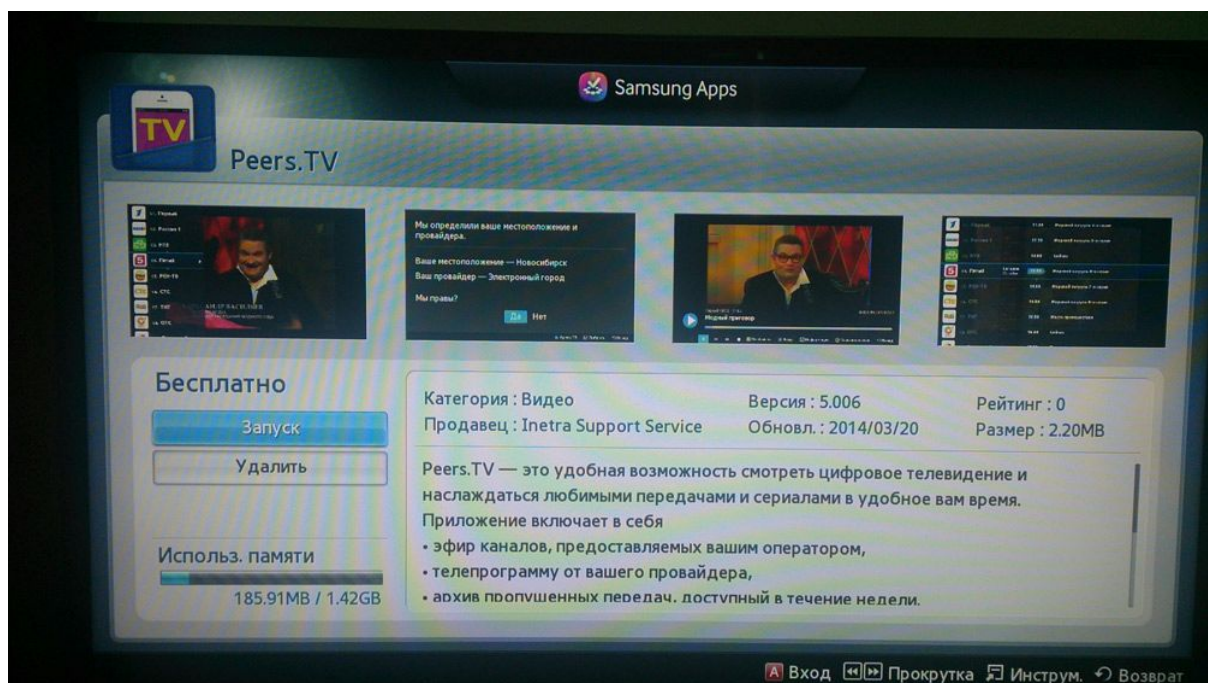 Samsung Apps
TV
Peers.TV
Мы определили ваше местоположение и
провайдера.
Ваше местоположение — Новосибирск
Ваш провайдер — Электронный город
Мы правы?
Да Нет
Модный приговор
Бесплатно
Запуск
Удалить
Использ. памяти
185.91MB / 1.42GB
Категория : Видео
Версия : 5.006
Рейтинг : 0
Продавец : Inetra Support Service
Обновл. : 2014/03/20
Размер : 2.20MB
Peers.TV — это удобная возможность смотреть цифровое телевидение и
наслаждаться любимыми передачами и сериалами в удобное вам время.
Приложение включает в себя
• эфир каналов, предоставляемых вашим оператором,
• телепрограмму от вашего провайдера,
• архив пропущенных передач, доступный в течение недели.
A Вход Прокрутка Инструм. Возврат